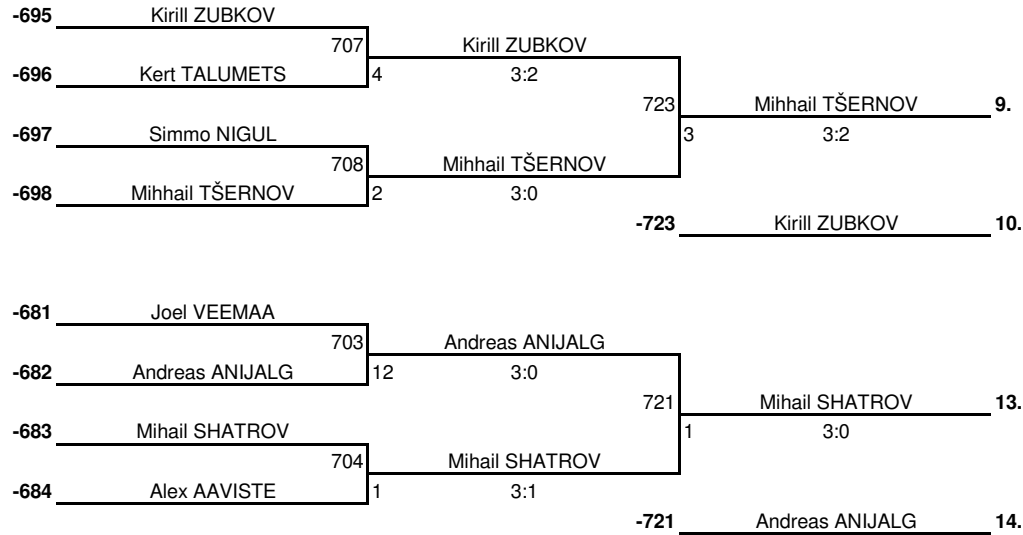 -695 Kirill ZUBKOV
707 Kirill ZUBKOV
-696 Kert TALUMETS 4 3:2
723 Mihhail TŠERNOV 9.
-697 Simmo NIGUL 3 3:2
708 Mihhail TŠERNOV
-698 Mihhail TŠERNOV 2 3:0
-723 Kirill ZUBKOV 10.
-681 Joel VEEMAA
703 Andreas ANIJALG
-682 Andreas ANIJALG 12 3:0
721 Mihail SHATROV 13.
-683 Mihail SHATROV 1 3:0
704 Mihail SHATROV
-684 Alex AAVISTE 1 3:1
-721 Andreas ANIJALG 14.